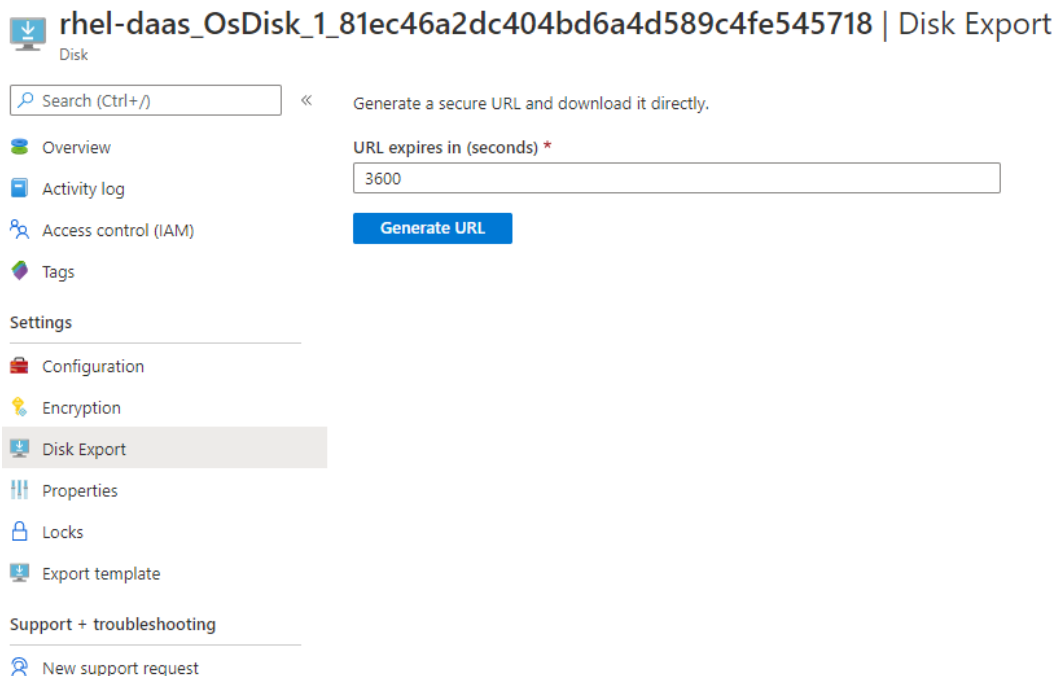 rhel-daas_OsDisk_1_81ec46a2dc404bd6a4d589c4fe545718 | Disk Export
Disk
Search (Ctrl+/)
«
Overview
Activity log
Access control (IAM)
Tags
Settings
Configuration
Encryption
Disk Export
Properties
Locks
Export template
Support + troubleshooting
New support request
Generate a secure URL and download it directly.
URL expires in (seconds) *
3600
Generate URL